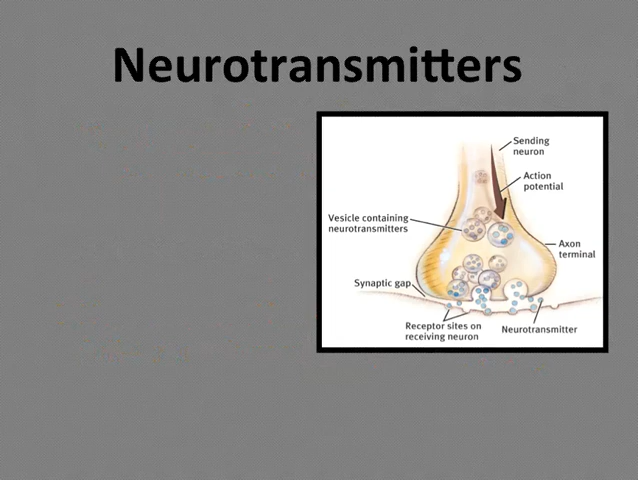 Neurotransmitters
Sending
neuron
Action
potential
Vesicle containing
neurotransmitters
Axon
terminal
Synaptic gap
Receptor sites on
receiving neuron
Neurotransmitter